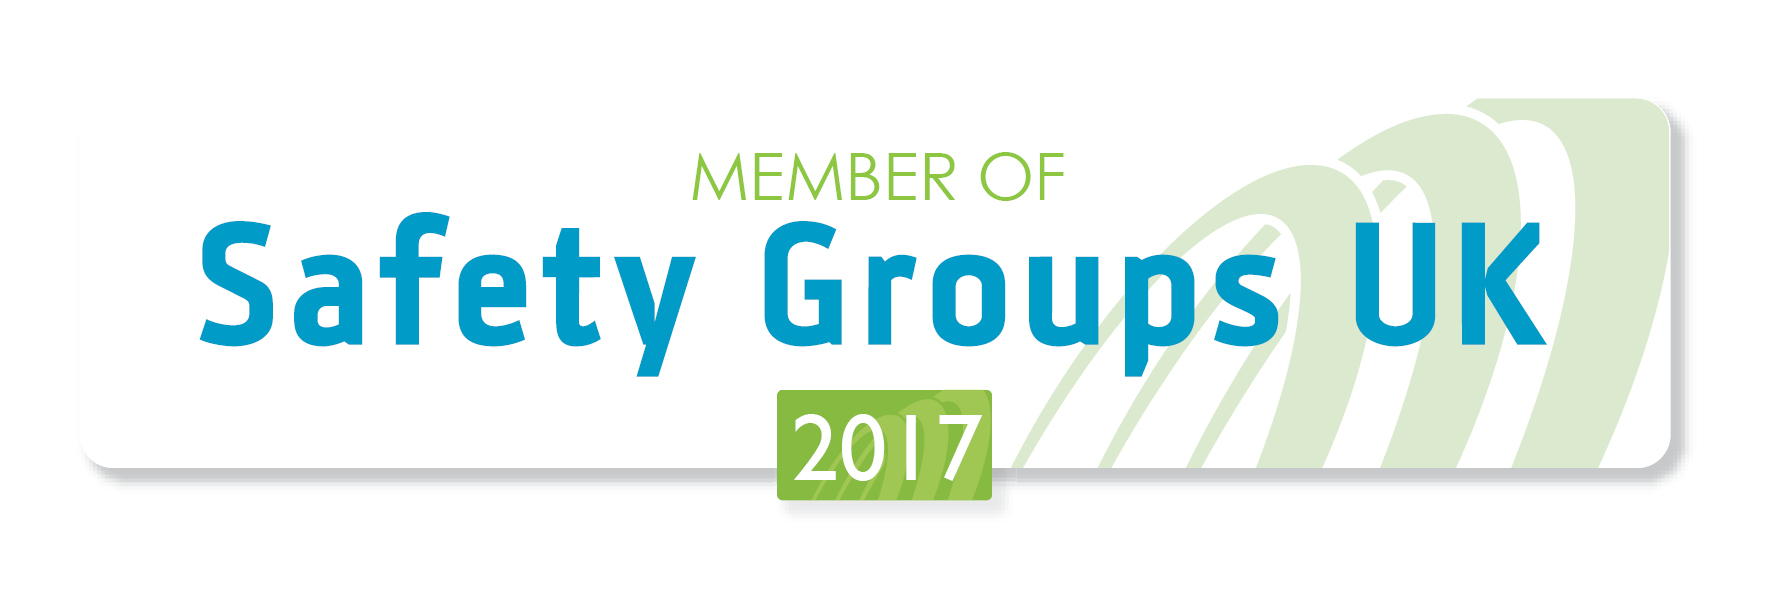 MEMBER OF
Safety Groups UK
2017